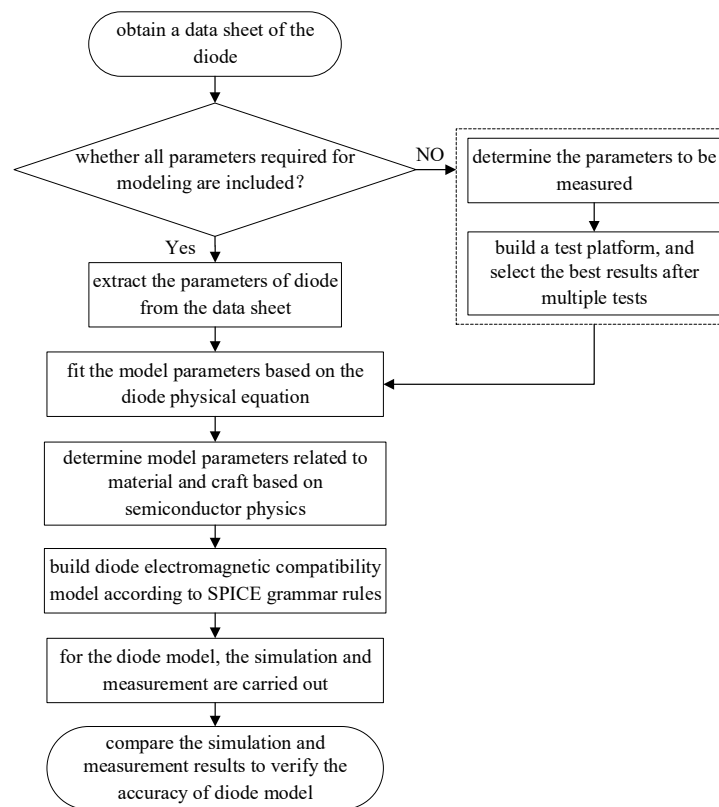 obtain a data sheet of the
diode
whether all parameters required for
modeling are included?
NO
determine the parameters to be
measured
build a test platform, and
select the best results after
multiple tests
Yes
extract the parameters of diode
from the data sheet
fit the model parameters based on the
diode physical equation
determine model parameters related to
material and craft based on
semiconductor physics
build diode electromagnetic compatibility
model according to SPICE grammar rules
for the diode model, the simulation and
measurement are carried out
compare the simulation and
measurement results to verify the
accuracy of diode model